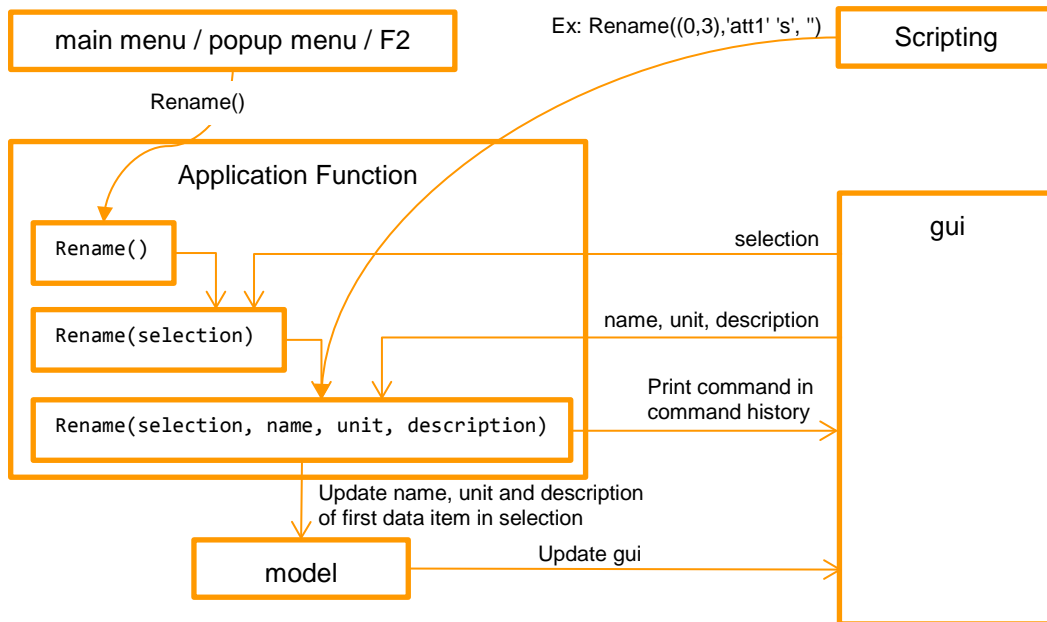 main menu / popup menu / F2
Ex: Rename((0,3),'att1' 's', '')
Scripting
Rename()
Application Function
gui
Rename()
selection
Rename(selection)
name, unit, description
Print command in
command history
Rename(selection, name, unit, description)
Update name, unit and description
of first data item in selection
Update gui
model